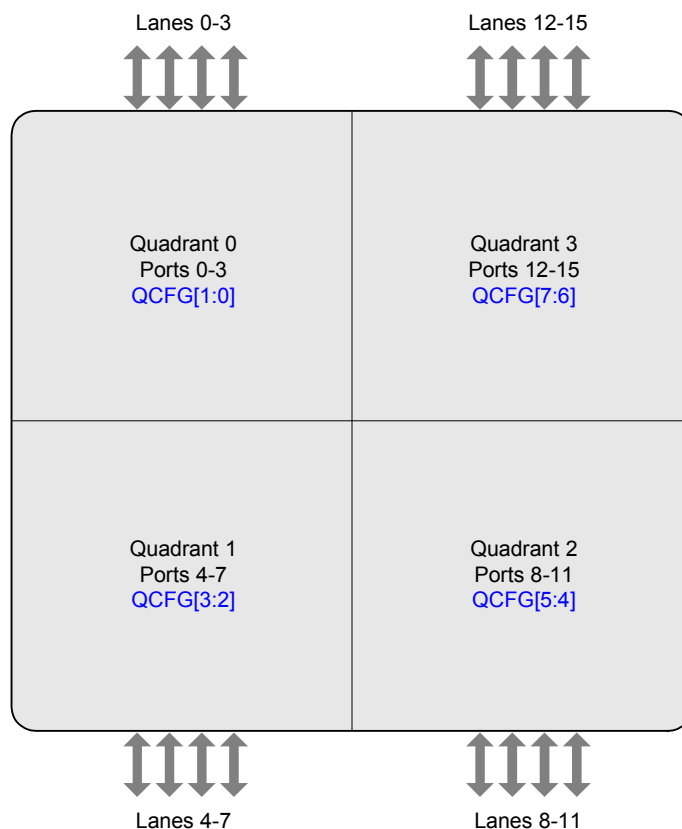 Lanes 0-3
Lanes 12-15
Quadrant 0
Ports 0-3
QCFG[1:0]
Quadrant 3
Ports 12-15
QCFG[7:6]
Quadrant 1
Ports 4-7
QCFG[3:2]
Quadrant 2
Ports 8-11
QCFG[5:4]
Lanes 4-7
Lanes 8-11